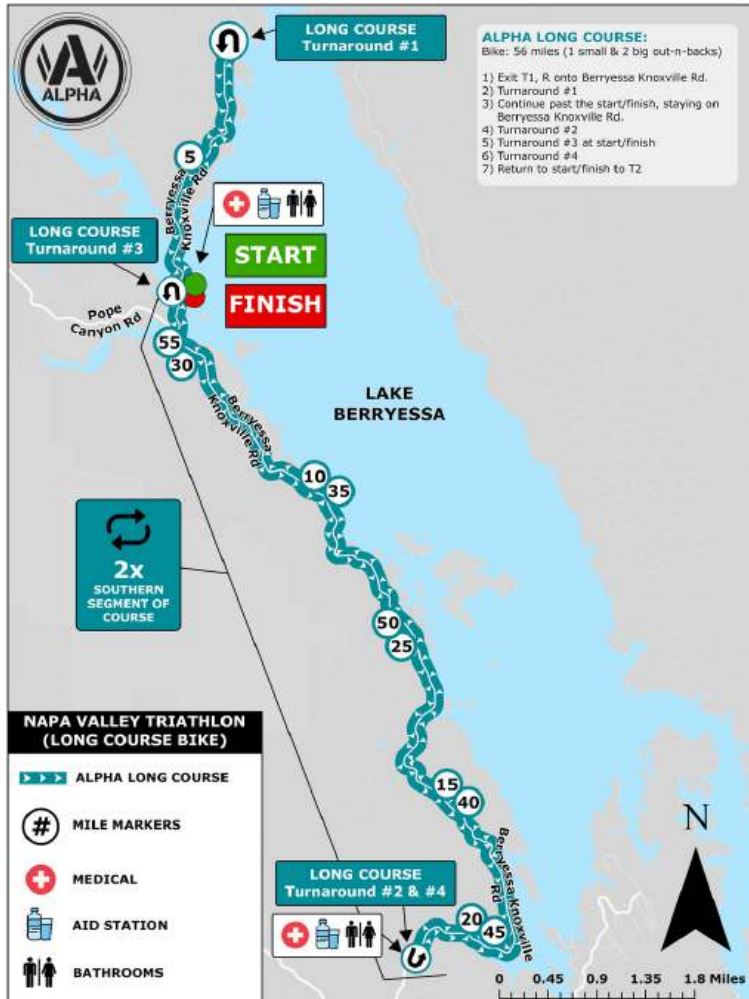 LONG COURSE
Turnaround #1
ALPHA
ALPHA LONG COURSE:
Bike: 56 miles (1 small & 2 big out-n-backs)
1) Exit T1, R onto Berryessa Knoxville Rd.
2) Turnaround #1
3) Continue past the start/finish, staying on
Berryessa Knoxville Rd.
4) Turnaround #2
5) Turnaround #3 at start/finish
6) Turnaround #4
7) Return to start/finish to T2
5
Berryessa
Knoxville Rd
LONG COURSE
Turnaround #3
START
FINISH
Pope
Canyon Rd
55
30
Berryessa
Knoxville Rd
LAKE
BERRYESSA
10
35
2x
SOUTHERN
SEGMENT OF
COURSE
50
25
15
40
Berryessa Knoxville
Rd
LONG COURSE
Turnaround #2 & #4
20
45
NAPA VALLEY TRIATHLON
(LONG COURSE BIKE)
ALPHA LONG COURSE
# MILE MARKERS
MEDICAL
AID STATION
BATHROOMS
N
0 0.45 0.9 1.35 1.8 Miles